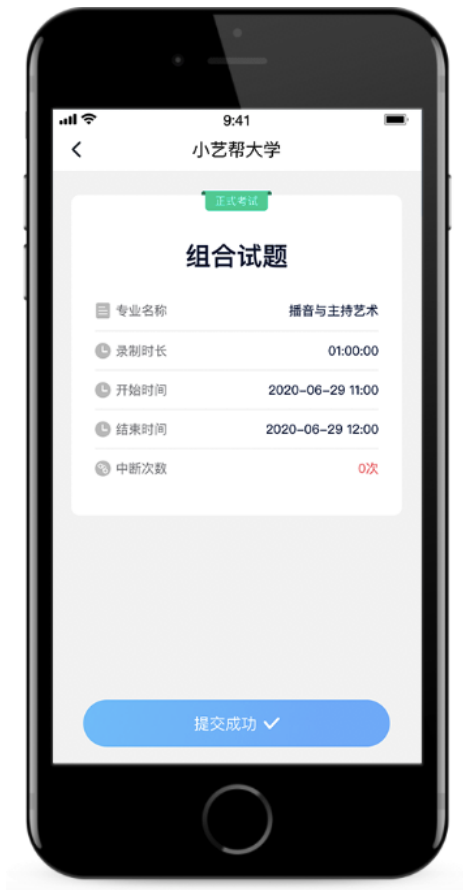 9:41
小艺帮大学
正式考试
组合试题
专业名称 播音与主持艺术
录制时长 01:00:00
开始时间 2020-06-29 11:00
结束时间 2020-06-29 12:00
中断次数 0次
提交成功